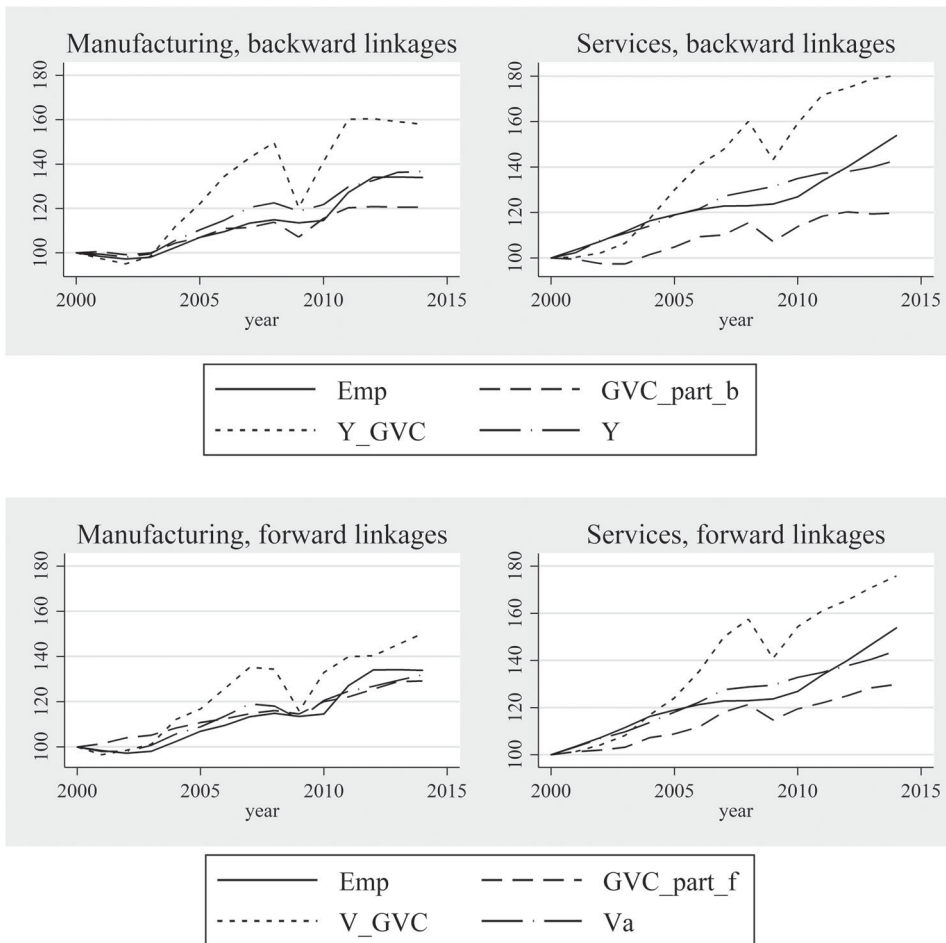 Manufacturing, backward linkages
180
160
140
120
100
2000 2005 2010 2015
year
Services, backward linkages
180
160
140
120
100
2000 2005 2010 2015
year
Emp GVC_part_b
Y_GVC Y
Manufacturing, forward linkages
180
160
140
120
100
2000 2005 2010 2015
year
Services, forward linkages
180
160
140
120
100
2000 2005 2010 2015
year
Emp GVC_part_f
V_GVC Va